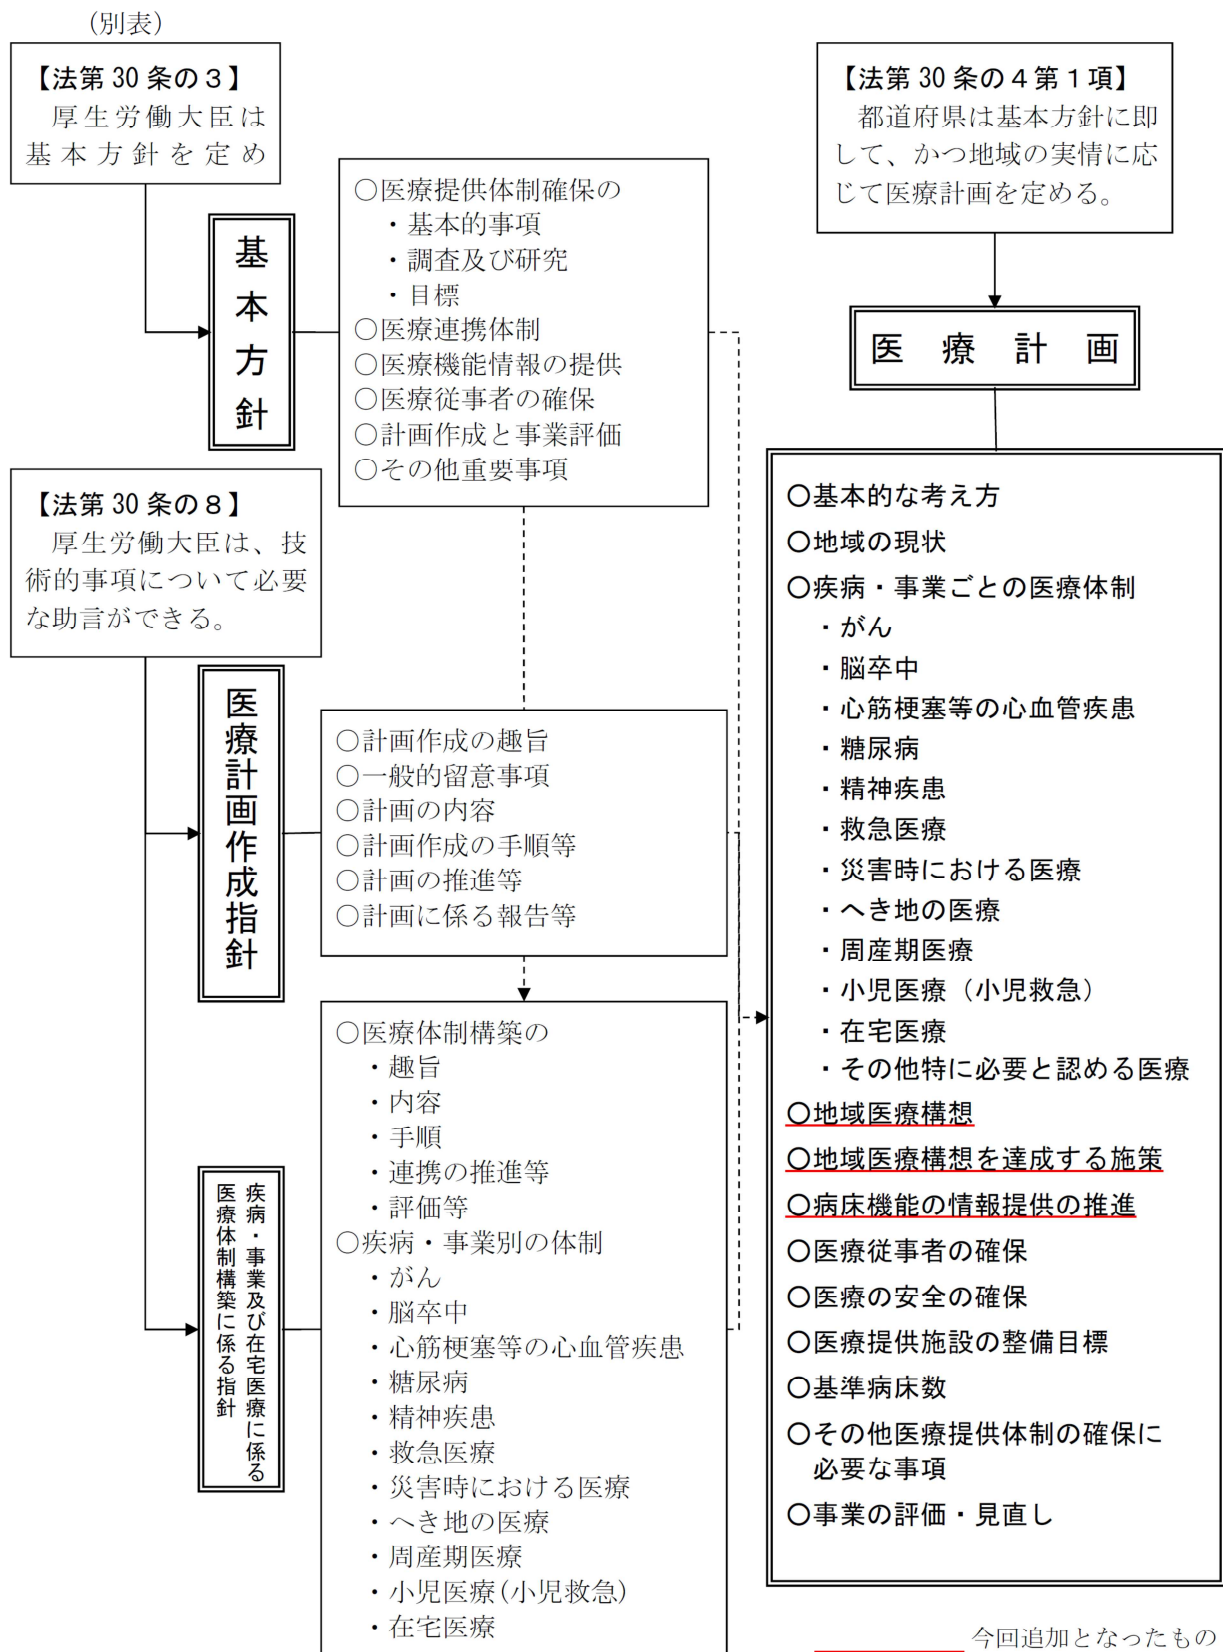 (別表)
【法第 30 条の３】
厚生労働大臣は
基本方針を定め
基本方針
○医療提供体制確保の
・基本的事項
・調査及び研究
・目標
○医療連携体制
○医療機能情報の提供
○医療従事者の確保
○計画作成と事業評価
○その他重要事項
【法第 30 条の８】
厚生労働大臣は、技
術的事項について必要
な助言ができる。
医療計画作成指針
○計画作成の趣旨
○一般的留意事項
○計画の内容
○計画作成の手順等
○計画の推進等
○計画に係る報告等
疾病・事業及び在宅医療に係る
医療体制構築に係る指針
○医療体制構築の
・趣旨
・内容
・手順
・連携の推進等
・評価等
○疾病・事業別の体制
・がん
・脳卒中
・心筋梗塞等の心血管疾患
・糖尿病
・精神疾患
・救急医療
・災害時における医療
・へき地の医療
・周産期医療
・小児医療(小児救急)
・在宅医療
【法第 30 条の４第１項】
都道府県は基本方針に即
して、かつ地域の実情に応
じて医療計画を定める。
医療計画
○基本的な考え方
○地域の現状
○疾病・事業ごとの医療体制
・がん
・脳卒中
・心筋梗塞等の心血管疾患
・糖尿病
・精神疾患
・救急医療
・災害時における医療
・へき地の医療
・周産期医療
・小児医療（小児救急）
・在宅医療
・その他特に必要と認める医療
○地域医療構想
○地域医療構想を達成する施策
○病床機能の情報提供の推進
○医療従事者の確保
○医療の安全の確保
○医療提供施設の整備目標
○基準病床数
○その他医療提供体制の確保に
必要な事項
○事業の評価・見直し
今回追加となったもの